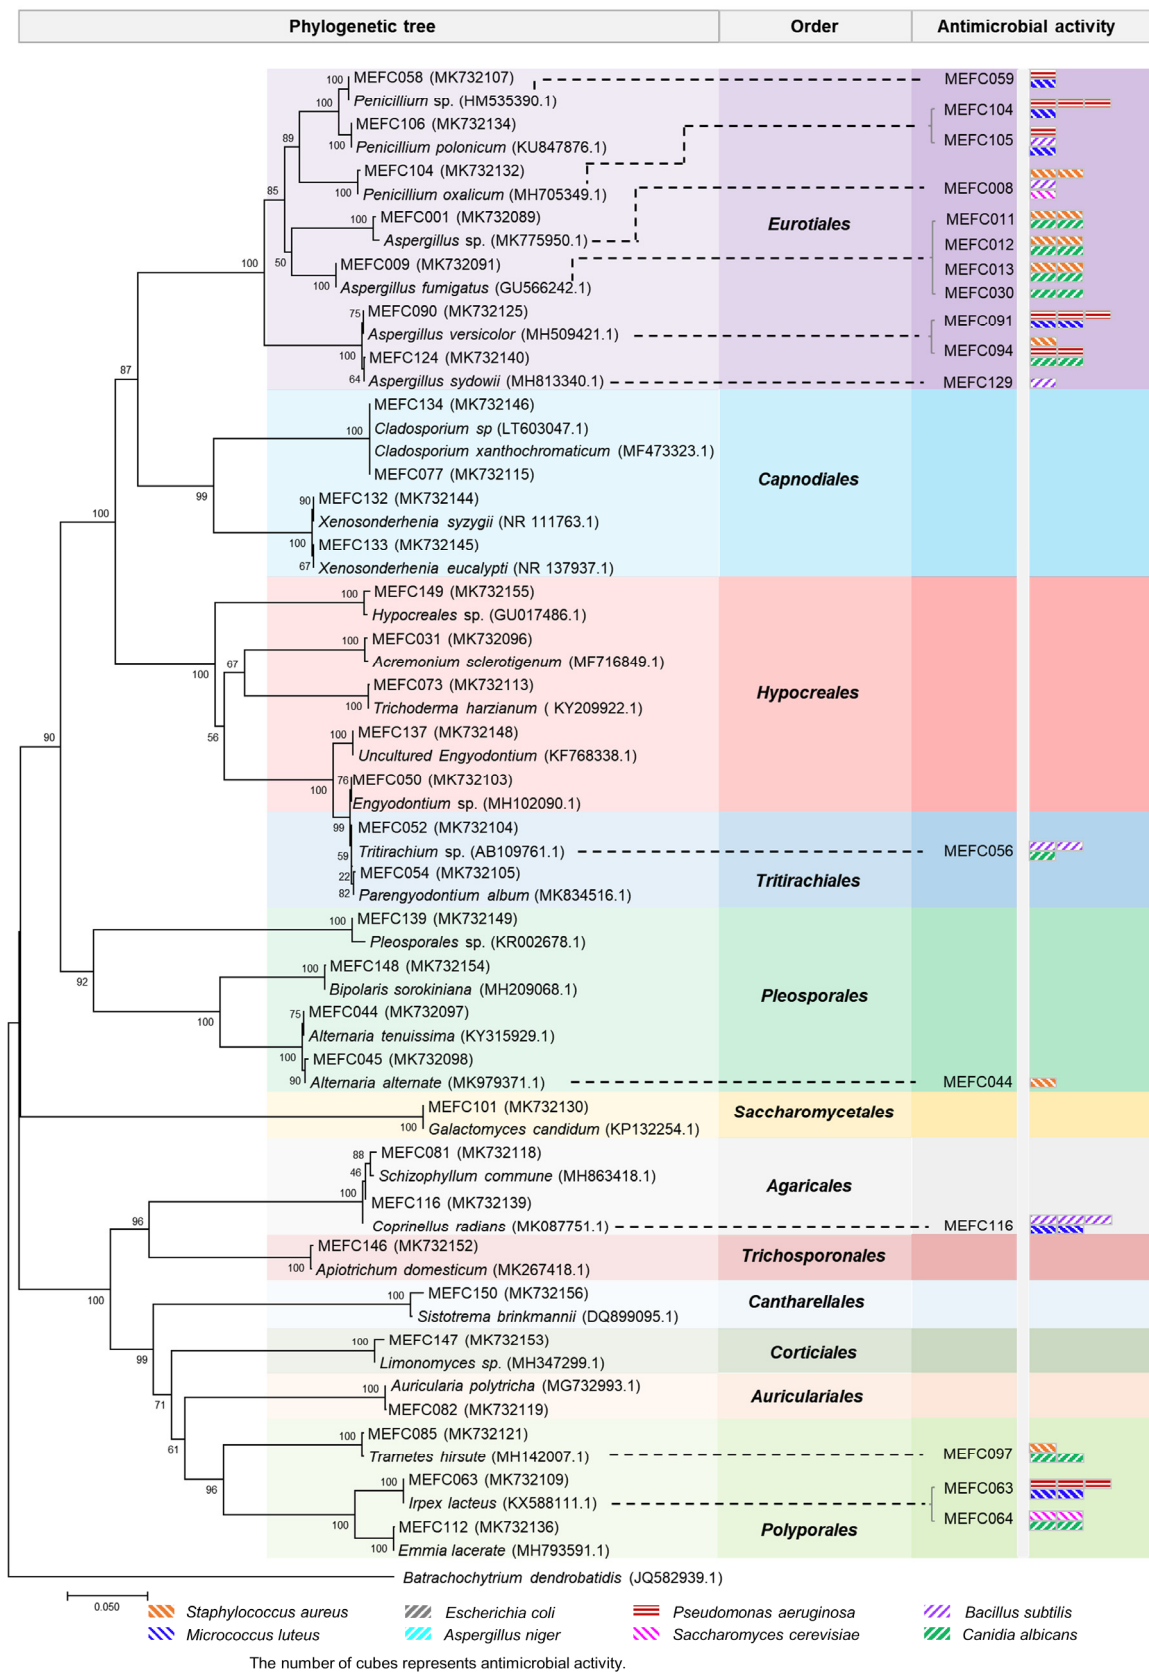 Phylogenetic tree Order Antimicrobial activity
100 MEFC058 (MK732107) MEFC059
100 Penicillium sp. (HM535390.1)
MEFC104
MEFC106 (MK732134)
89 100 Penicillium polonicum (KU847876.1) MEFC105
MEFC104 (MK732132)
85 100 Penicillium oxalicum (MH705349.1) MEFC008
100 MEFC001 (MK732089) Eurotiales MEFC011
Aspergillus sp. (MK775950.1) MEFC012
100 50 MEFC009 (MK732091) MEFC013
100 Aspergillus fumigatus (GU566242.1) MEFC030
75 MEFC090 (MK732125) MEFC091
Aspergillus versicolor (MH509421.1)
100 MEFC124 (MK732140) MEFC094
87 64 Aspergillus sydowii (MH813340.1) MEFC129
MEFC134 (MK732146)
100 Cladosporium sp (LT603047.1)
Cladosporium xanthochromaticum (MF473323.1)
MEFC077 (MK732115) Capnodiales
99 90 MEFC132 (MK732144)
100 Xenosonderhenia syzygii (NR 111763.1)
100 MEFC133 (MK732145)
67 Xenosonderhenia eucalypti (NR 137937.1)
100 MEFC149 (MK732155)
Hypocreales sp. (GU017486.1)
100 MEFC031 (MK732096)
67 Acremonium sclerotigenum (MF716849.1)
100 MEFC073 (MK732113) Hypocreales
100 Trichoderma harzianum ( KY209922.1)
90 56 100 MEFC137 (MK732148)
Uncultured Engyodontium (KF768338.1)
100 76 MEFC050 (MK732103)
Engyodontium sp. (MH102090.1)
99 MEFC052 (MK732104)
59 Tritirachium sp. (AB109761.1) MEFC056
22 MEFC054 (MK732105) Tritirachiales
82 Parengyodontium album (MK834516.1)
100 MEFC139 (MK732149)
Pleosporales sp. (KR002678.1)
92 100 MEFC148 (MK732154)
Bipolaris sorokiniana (MH209068.1) Pleosporales
100 75 MEFC044 (MK732097)
Alternaria tenuissima (KY315929.1)
100 MEFC045 (MK732098)
90 Alternaria alternate (MK979371.1) MEFC044
MEFC101 (MK732130) Saccharomycetales
100 Galactomyces candidum (KP132254.1)
88 MEFC081 (MK732118)
46 Schizophyllum commune (MH863418.1) Agaricales
100 MEFC116 (MK732139)
96 Coprinellus radians (MK087751.1) MEFC116
MEFC146 (MK732152) Trichosporonales
100 Apiotrichum domesticum (MK267418.1)
100 100 MEFC150 (MK732156) Cantharellales
Sistotrema brinkmannii (DQ899095.1)
99 100 MEFC147 (MK732153) Corticiales
Limonomyces sp. (MH347299.1)
71 100 Auricularia polytricha (MG732993.1) Auriculariales
MEFC082 (MK732119)
61 100 MEFC085 (MK732121)
Trametes hirsute (MH142007.1) MEFC097
96 100 MEFC063 (MK732109) MEFC063
Irpex lacteus (KX588111.1)
100 MEFC112 (MK732136) Polyporales MEFC064
100 Emmia lacerate (MH793591.1)
Batrachochytrium dendrobatidis (JQ582939.1)
0.050
Staphylococcus aureus Escherichia coli Pseudomonas aeruginosa Bacillus subtilis
Micrococcus luteus Aspergillus niger Saccharomyces cerevisiae Canidia albicans
The number of cubes represents antimicrobial activity.